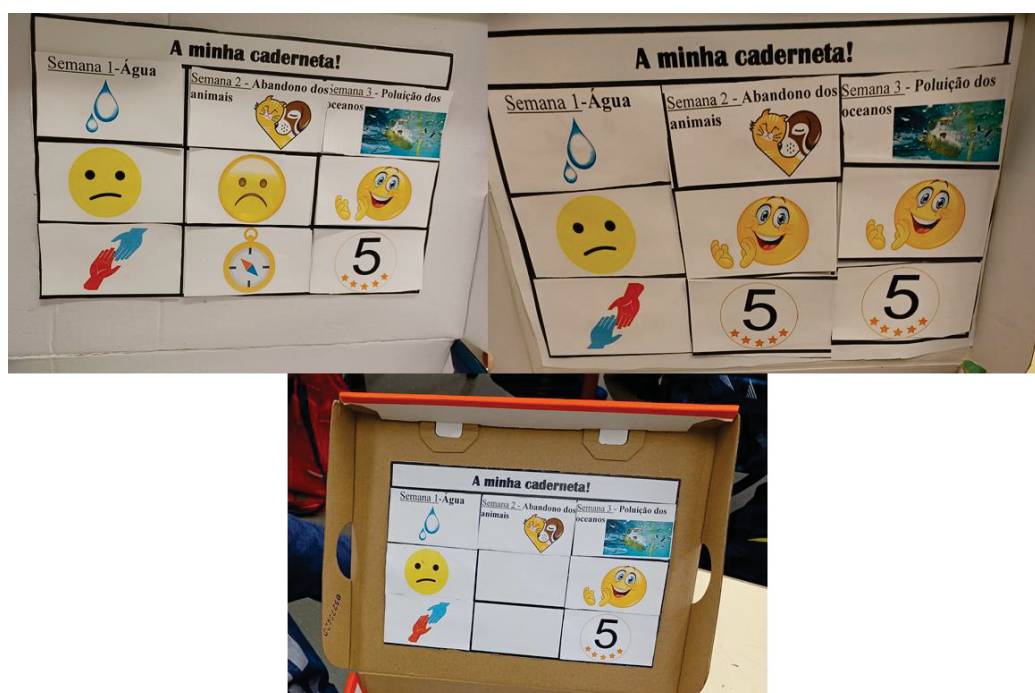 A minha caderneta!
Semana 1-Água
Semana 2 - Abandono dos
animais
Semana 3 - Poluição dos
oceanos
5
A minha caderneta!
Semana 1-Água
Semana 2 - Abandono dos
animais
Semana 3 - Poluição dos
oceanos
5
5
A minha caderneta!
Semana 1-Água
Semana 2 - Abandono dos
animais
Semana 3 - Poluição dos
oceanos
5